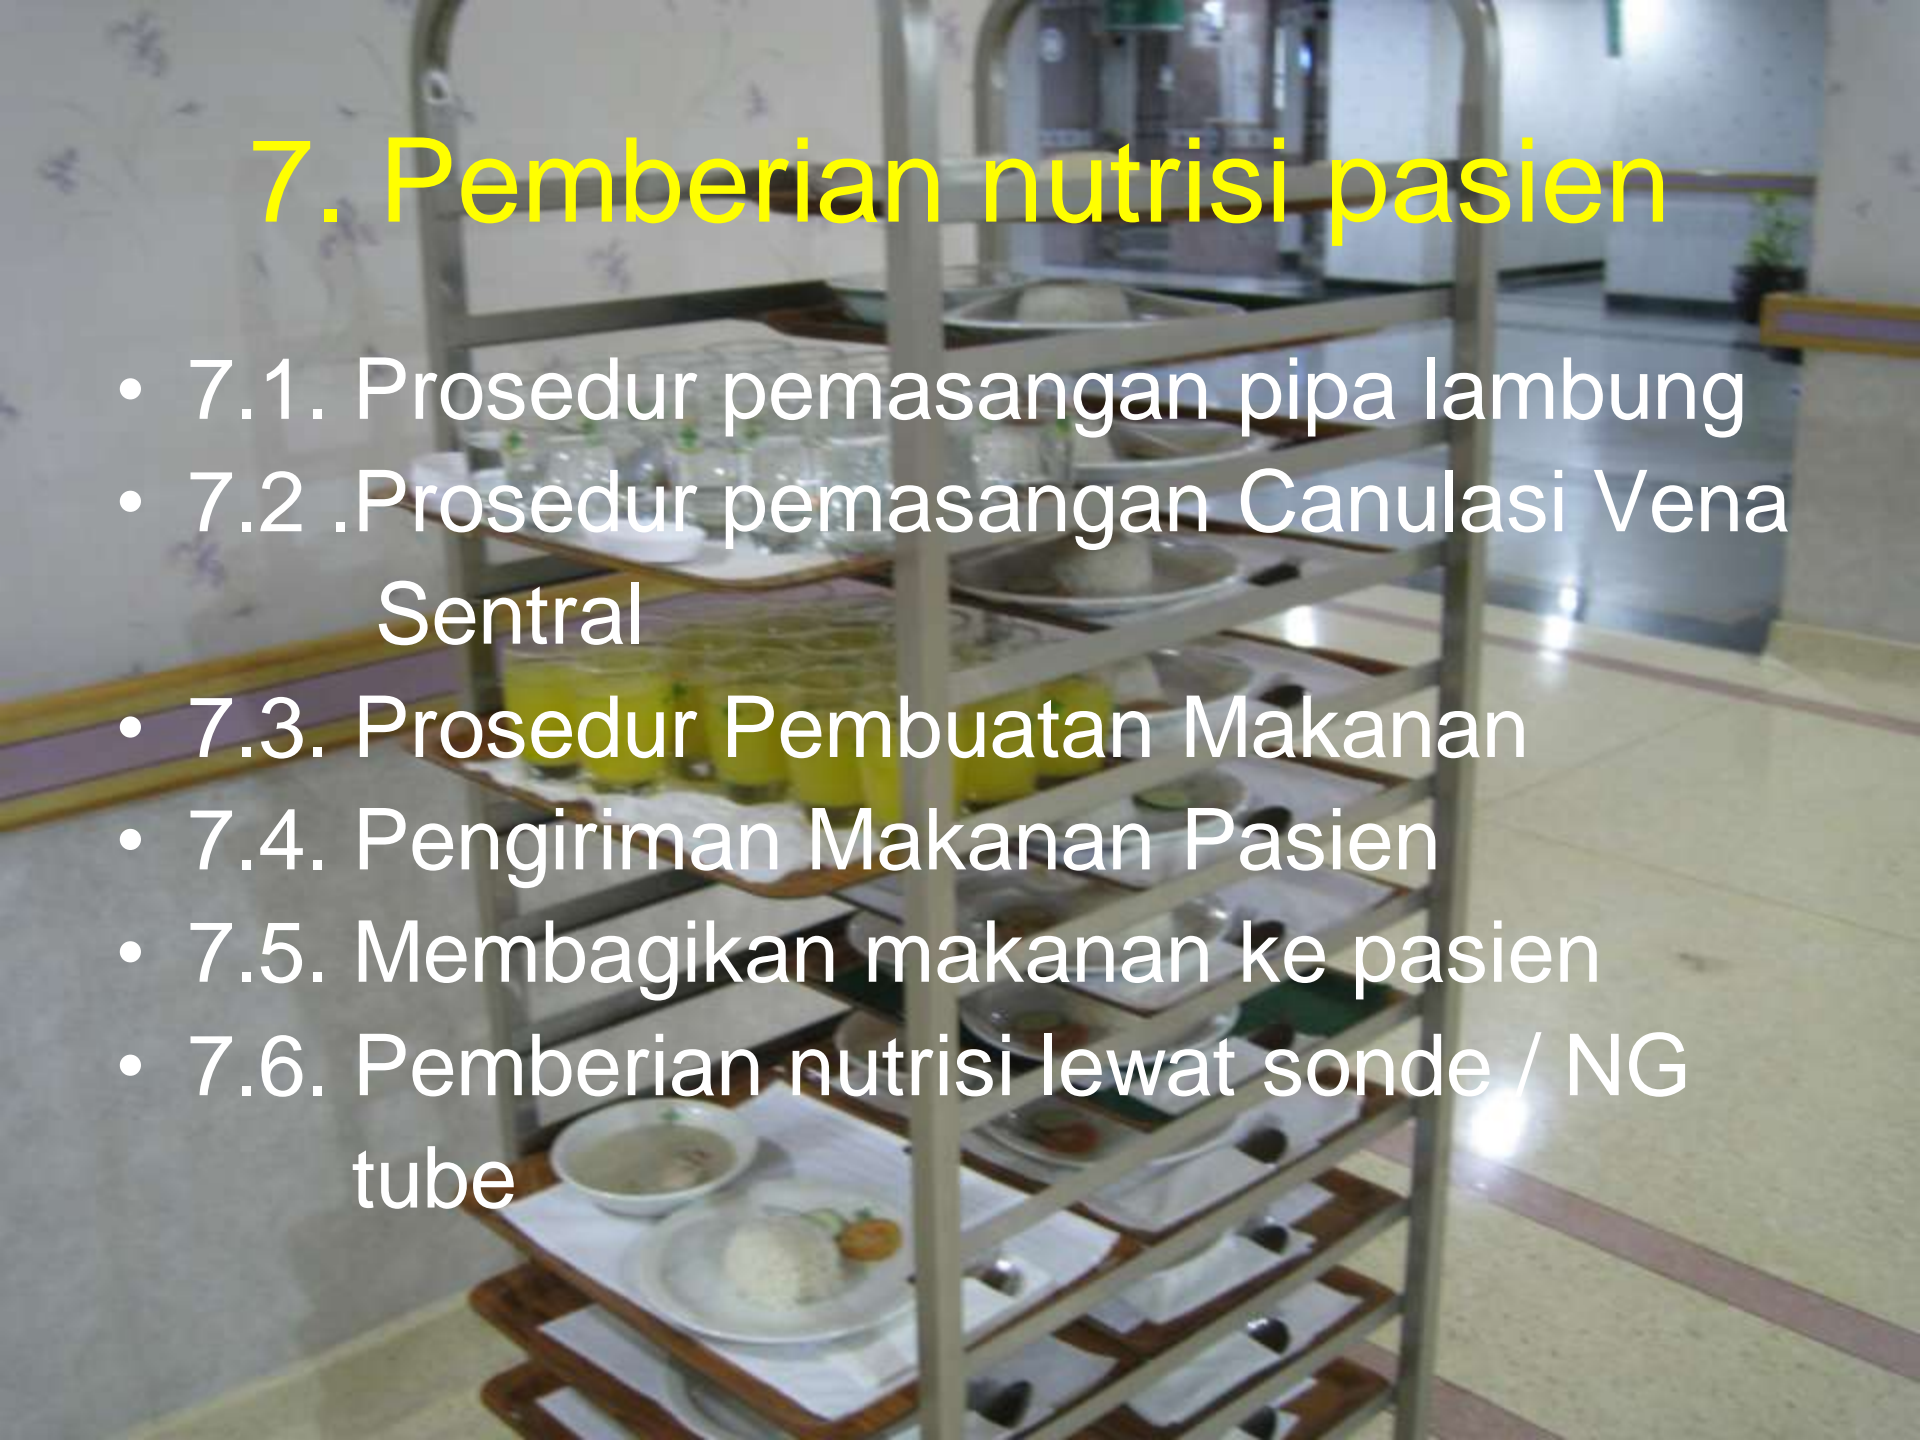 7. Pemberian nutrisi pasien
• 7.1. Prosedur pemasangan pipa lambung
• 7.2 .Prosedur pemasangan Canulasi Vena
Sentral
• 7.3. Prosedur Pembuatan Makanan
• 7.4. Pengiriman Makanan Pasien
• 7.5. Membagikan makanan ke pasien
• 7.6. Pemberian nutrisi lewat sonde / NG
tube